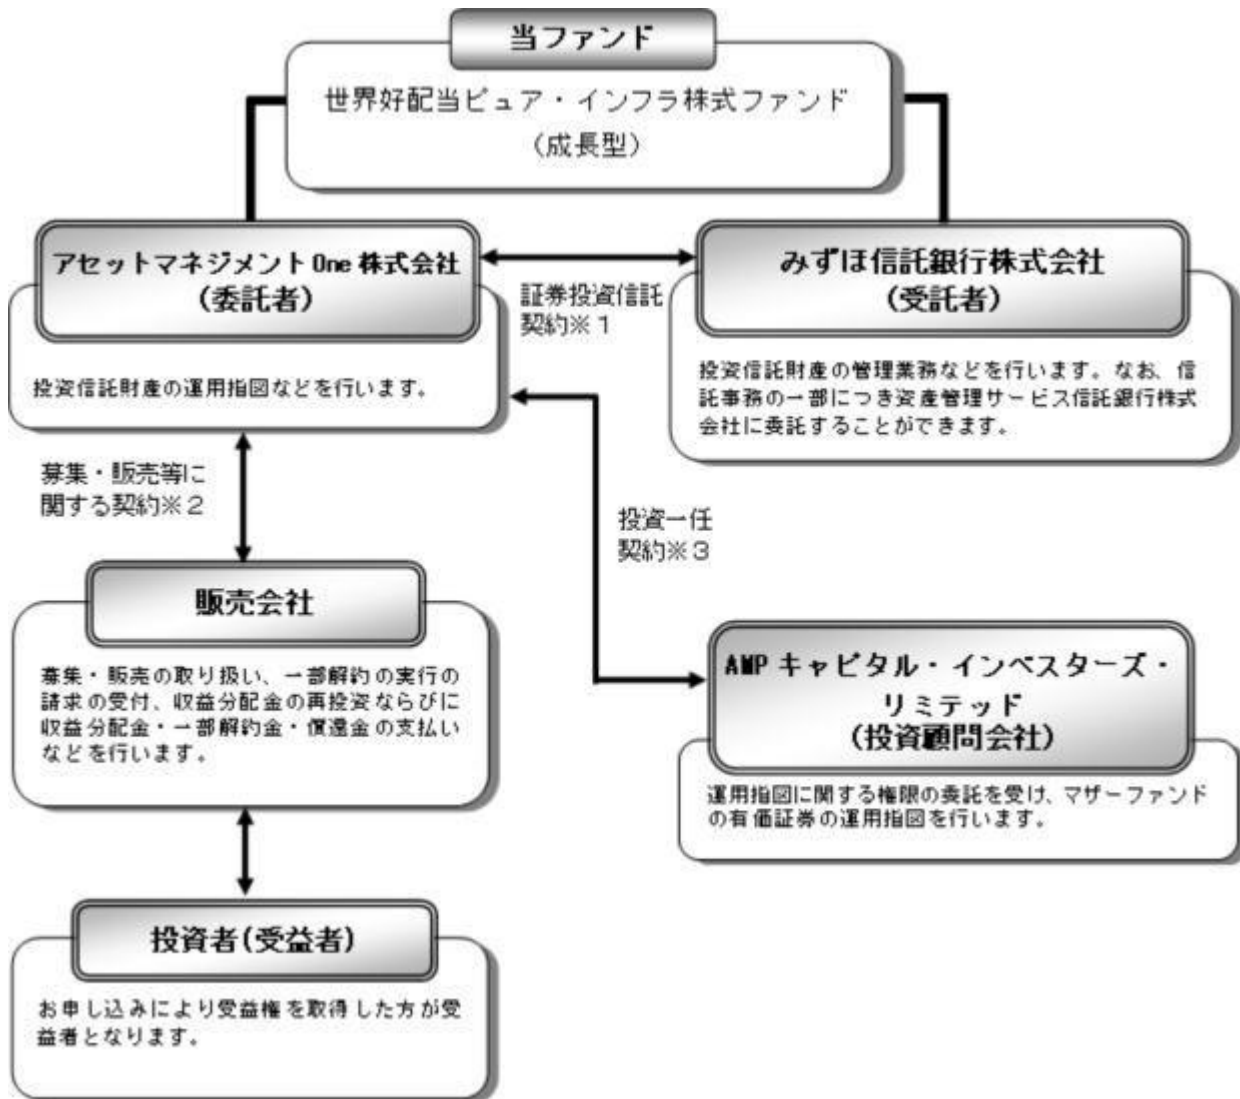 当ファンド
世界好配当ピュア・インフラ株式ファンド
（成長型）
アセットマネジメントOne 株式会社
（委託者）
投資信託財産の運用指図などを行います。
証券投資信託
契約※１
みずほ信託銀行株式会社
（受託者）
投資信託財産の管理業務などを行います。なお、信
託事務の一部につき資産管理サービス信託銀行株式
会社に委託することができます。
募集・販売等に
関する契約※２
投資一任
契約※３
販売会社
募集・販売の取り扱い、一部解約の実行の
請求の受付、収益分配金の再投資ならびに
収益分配金・一部解約金・償還金の支払い
などを行います。
AMP キャピタル・インベスターズ・
リミテッド
（投資顧問会社）
運用指図に関する権限の委託を受け、マザーファンド
の有価証券の運用指図を行います。
投資者（受益者）
お申し込みにより受益権を取得した方が受
益者となります。